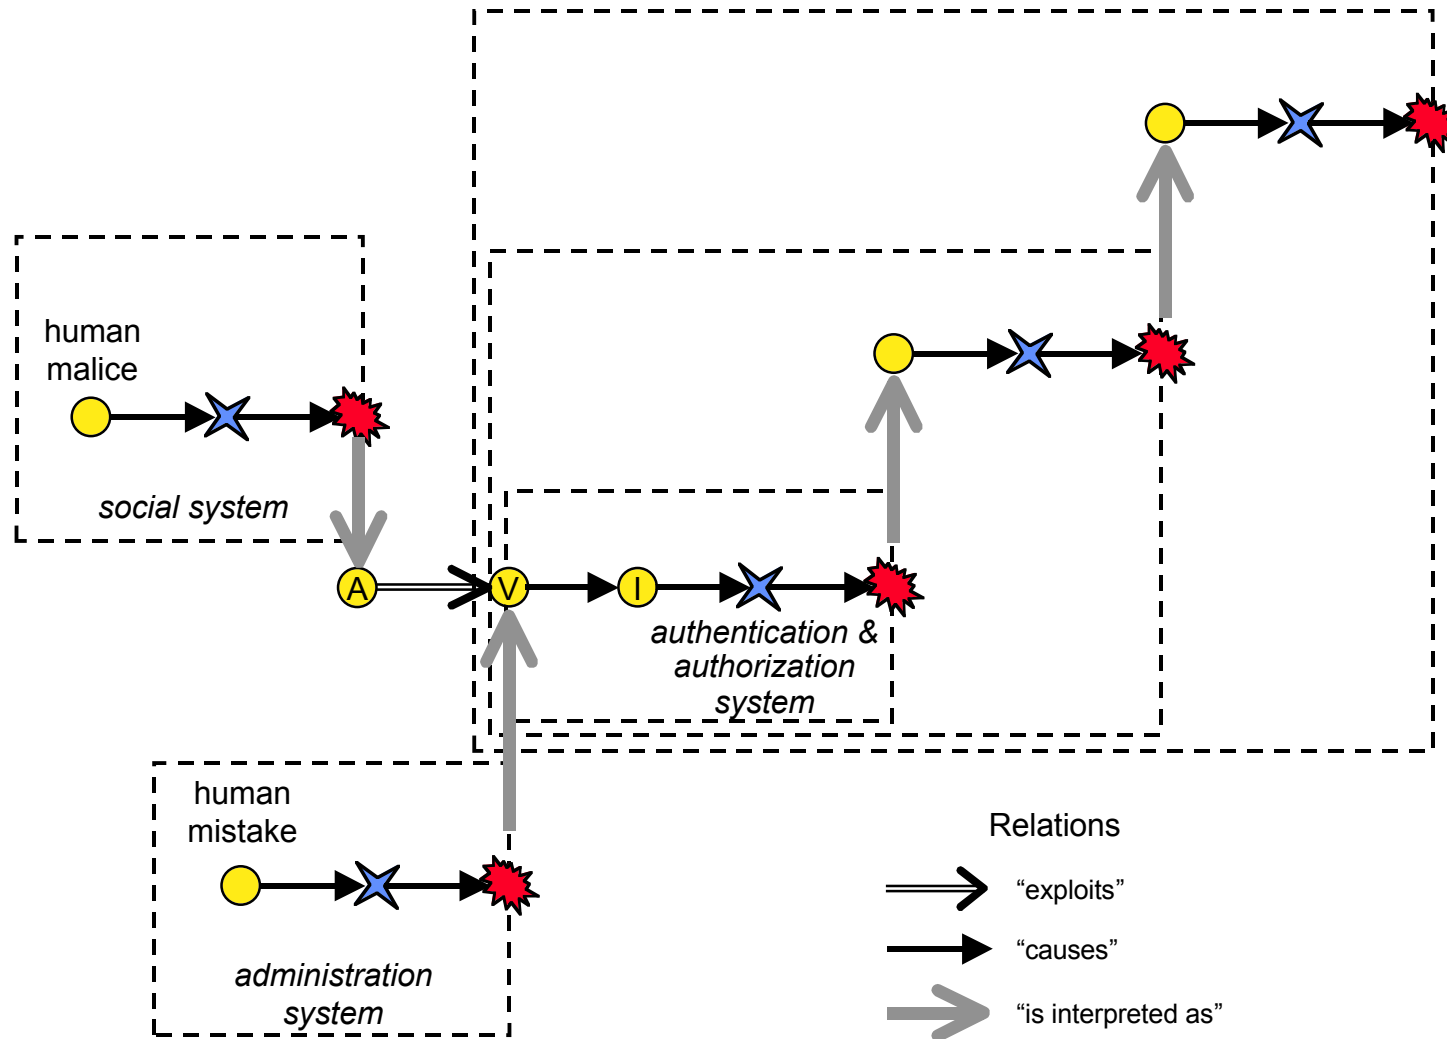 human
malice
social system
A
V
I
authentication &
authorization
system
human
mistake
administration
system
Relations
“exploits”
“causes”
“is interpreted as”